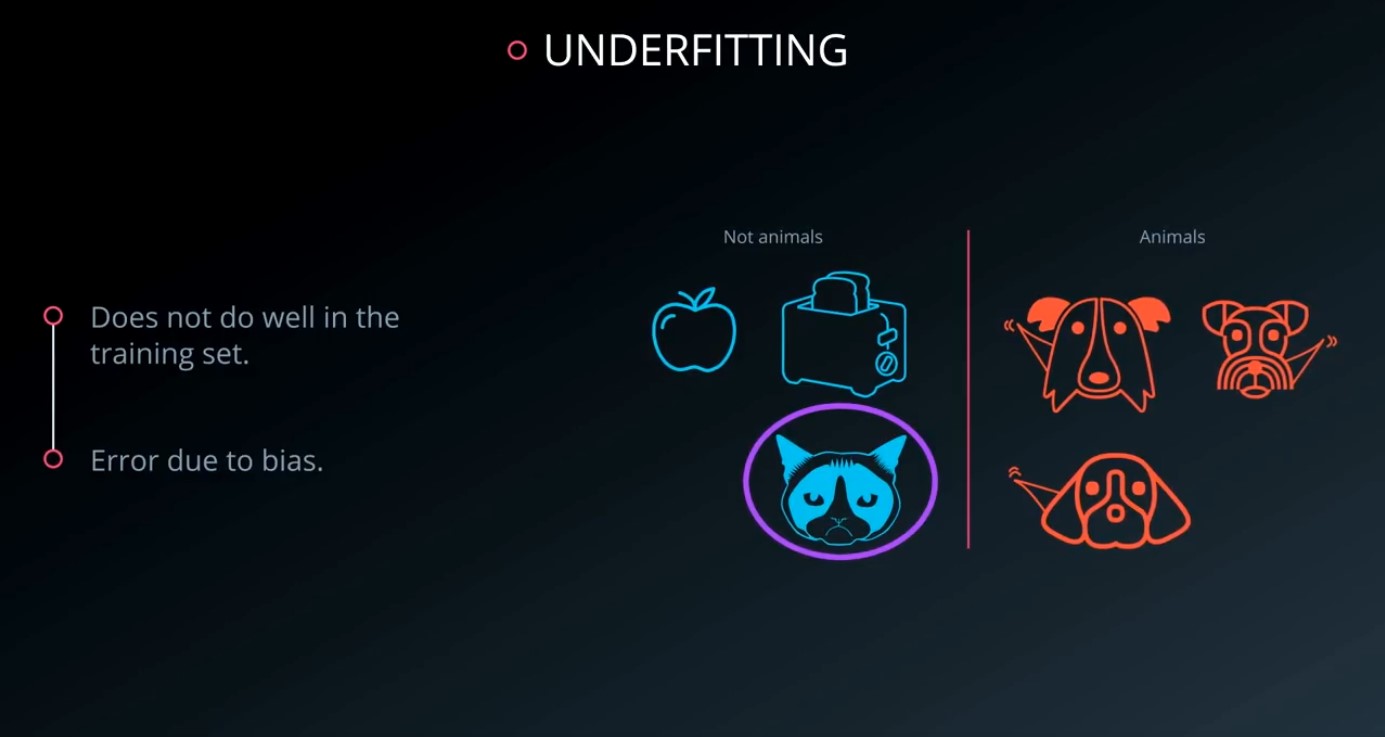 UNDERFITTING
Not animals
Animals
Does not do well in the
training set.
Error due to bias.